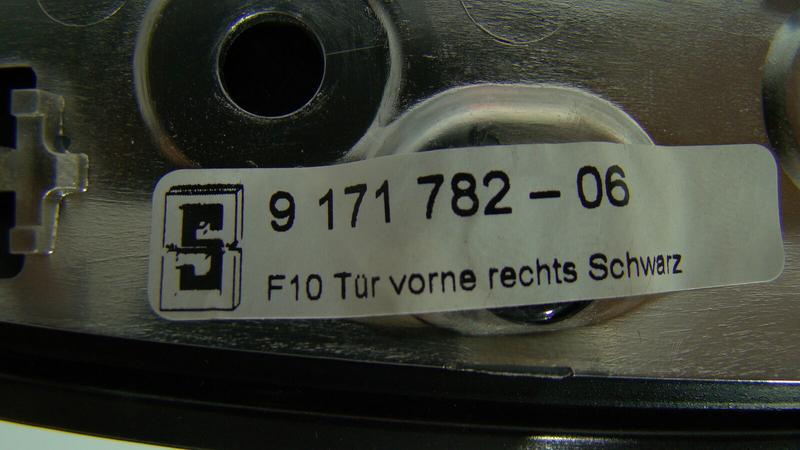 9 171 782 – 06
F10 Tür vorne rechts Schwarz